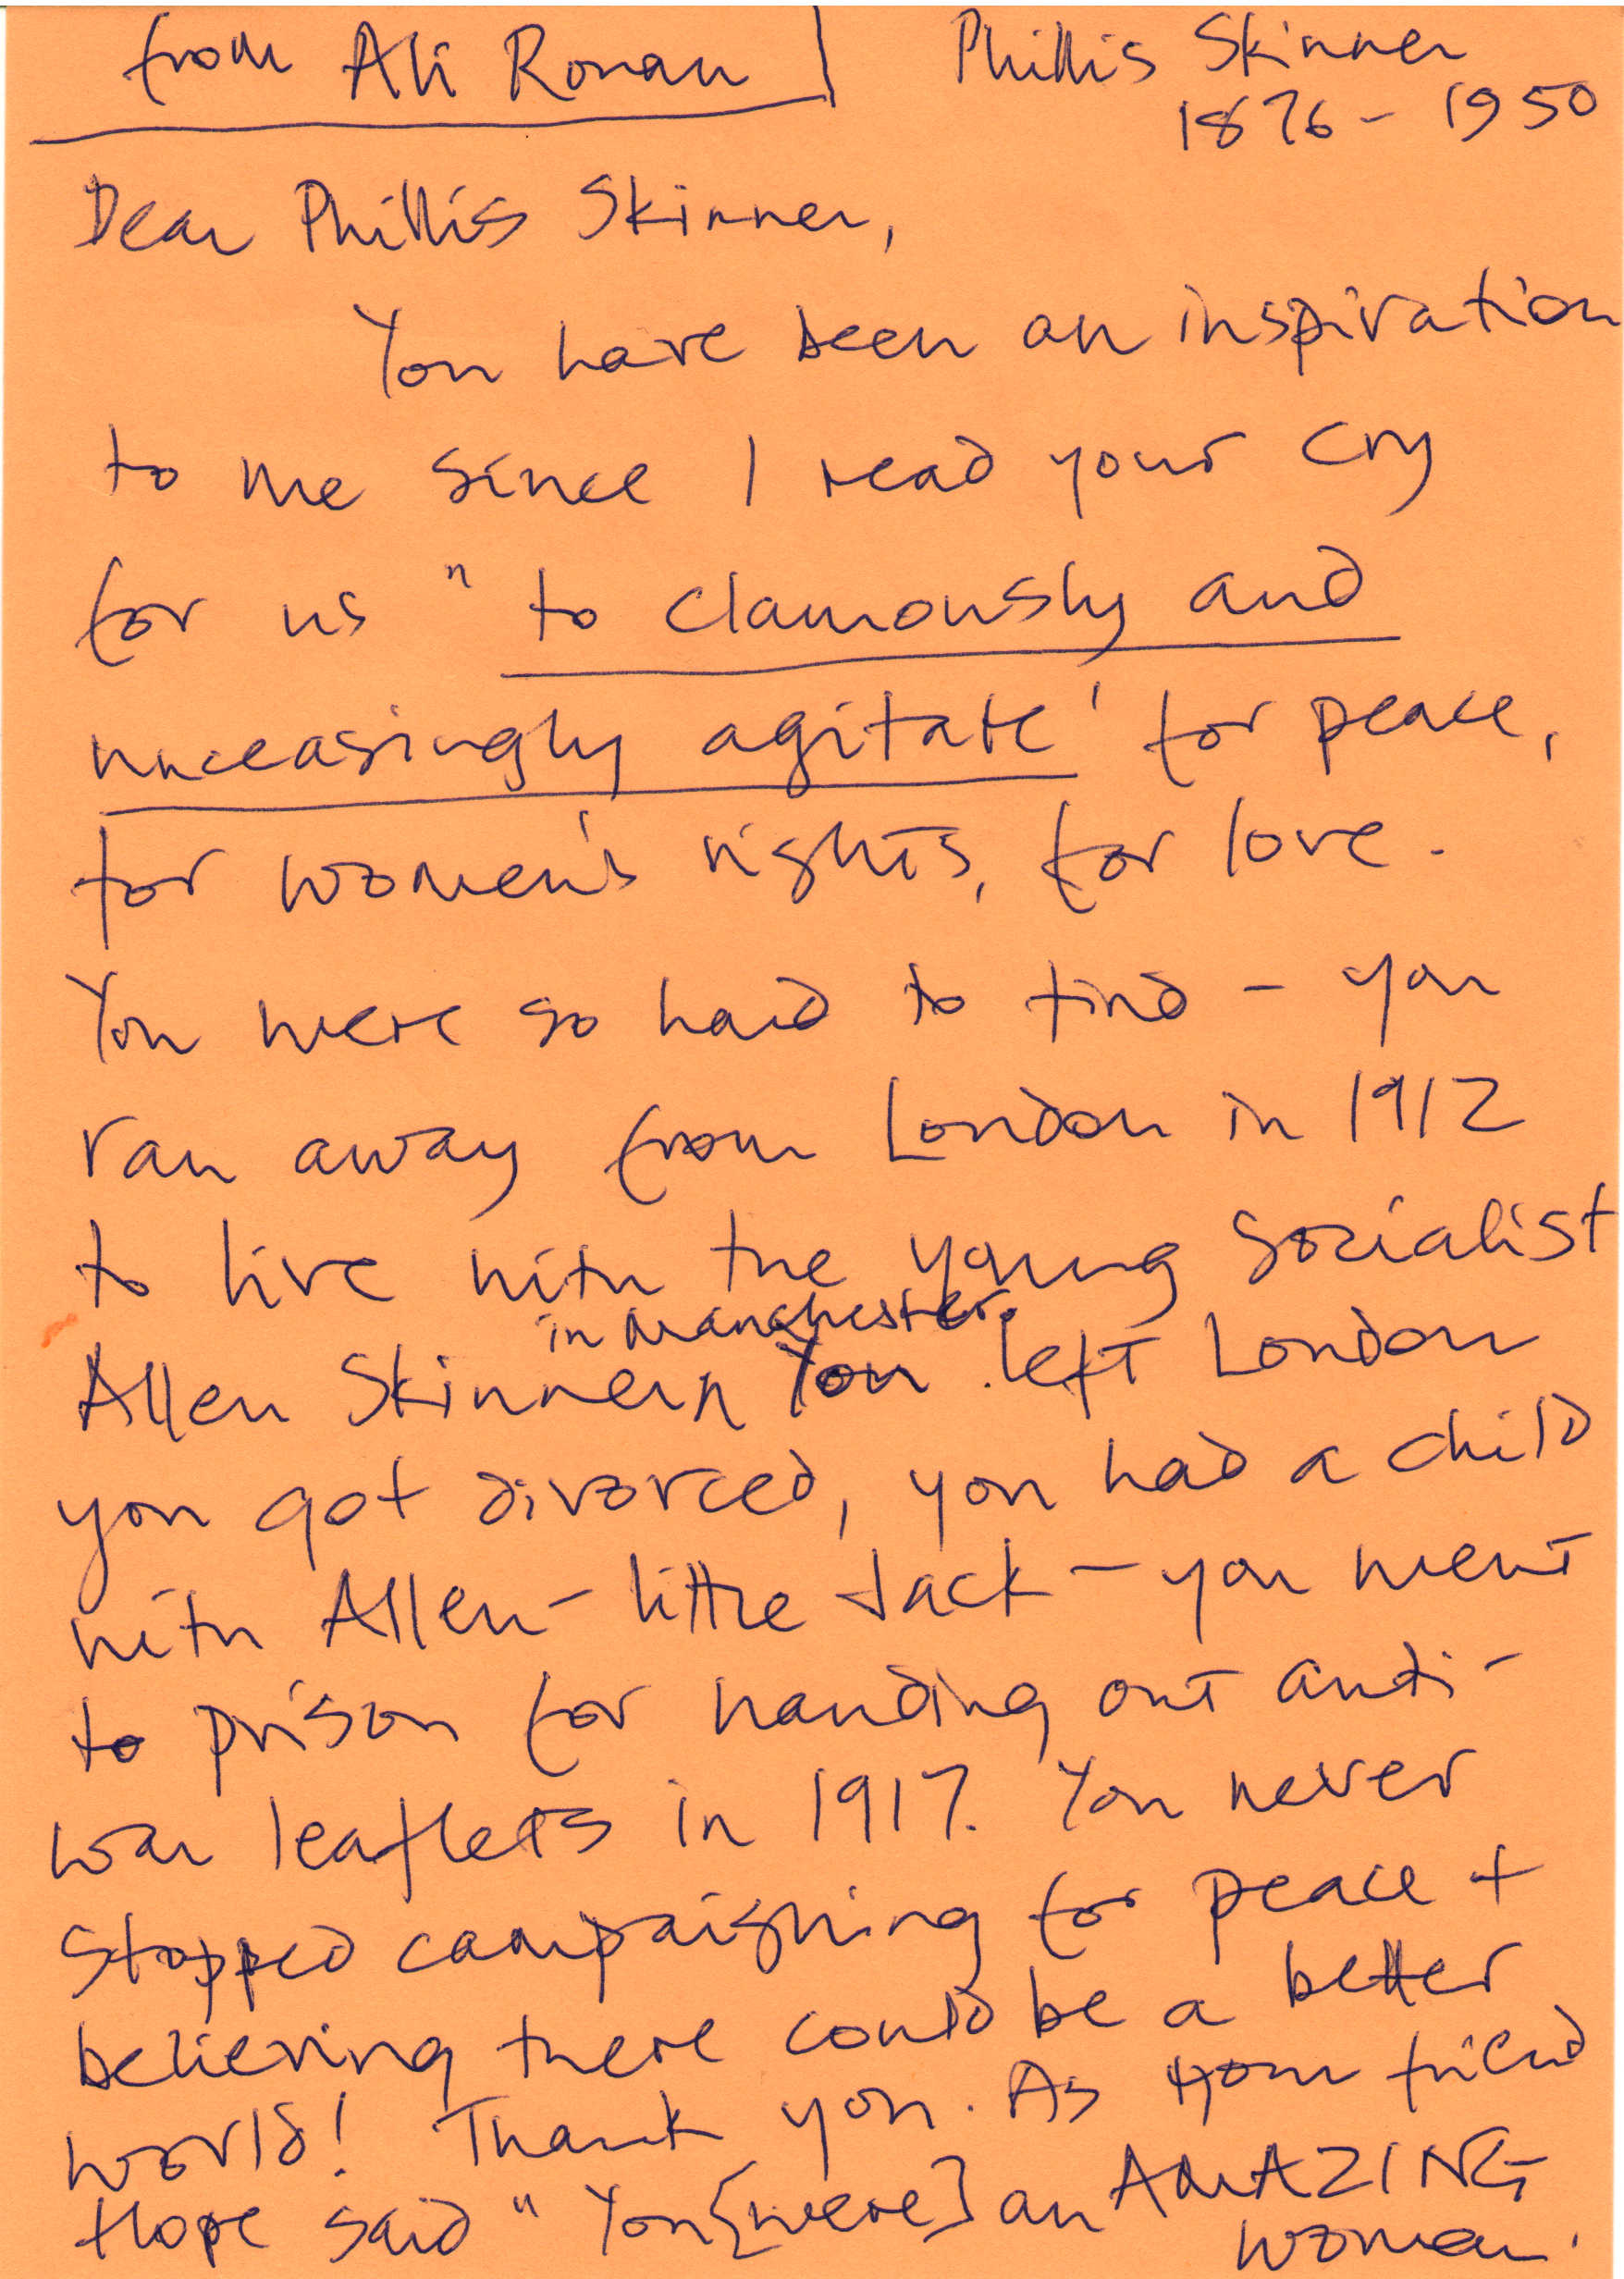 from Ali Ronan
Phillis Skinner
1876 - 1950
Dear Phillis Skinner,
You have been an inspiration
to me since I read your cry
for us "to clamously and
unceasingly agitate' for peace,
for women's rights, for love.
You were so hard to find - you
ran away from London in 1912
to live with the young socialist
in Manchester.
Allen Skinner ∧ You left London
you got divorced, you had a child
with Allen - little Jack - you went
to prison for handing out anti-
war leaflets in 1917. You never
stopped campaigning for peace +
believing there could be a better
world! Thank you. As your friend
Hope said "You {were} an AMAZING
woman.'